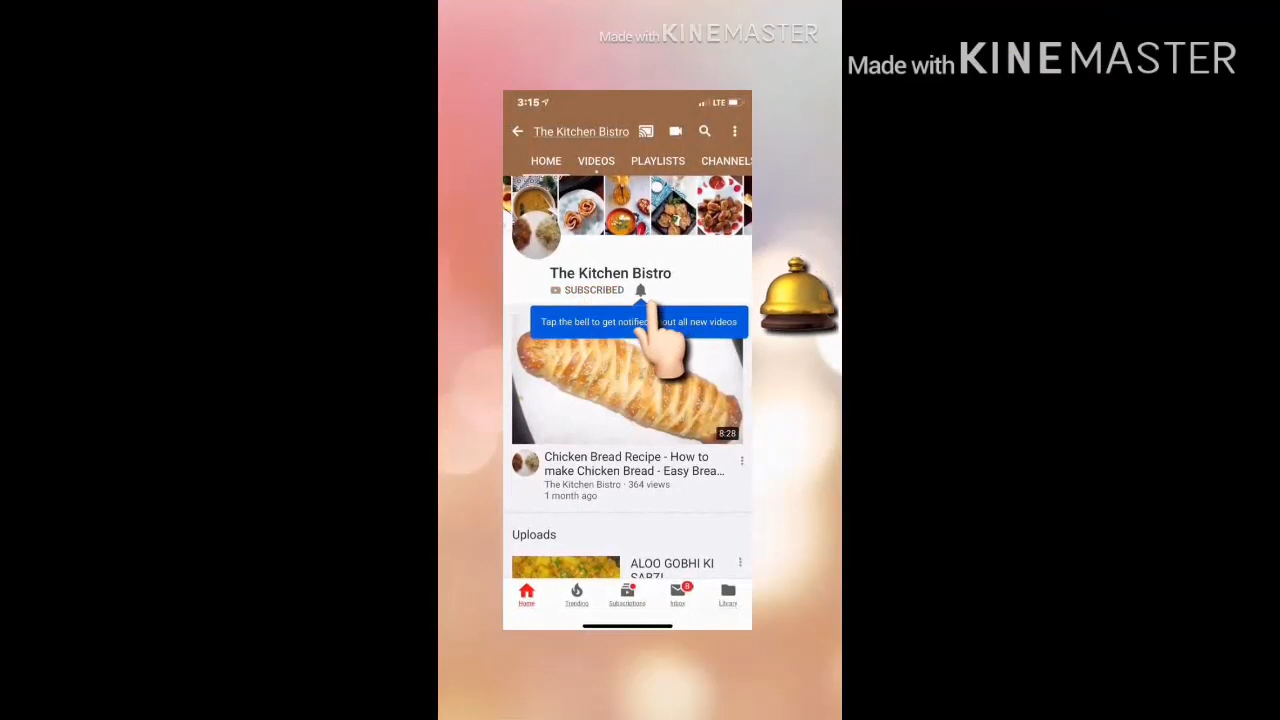 Made with KINEMASTER
Made with KINEMASTER
3:15
LTE
The Kitchen Bistro
HOME VIDEOS PLAYLISTS CHANNELS
The Kitchen Bistro
SUBSCRIBED
Tap the bell to get notified out all new videos
8:28
Chicken Bread Recipe - How to
make Chicken Bread - Easy Brea...
The Kitchen Bistro · 364 views
1 month ago
Uploads
ALOO GOBHI KI
SABZI
8
Home Trending Subscriptions Inbox Library